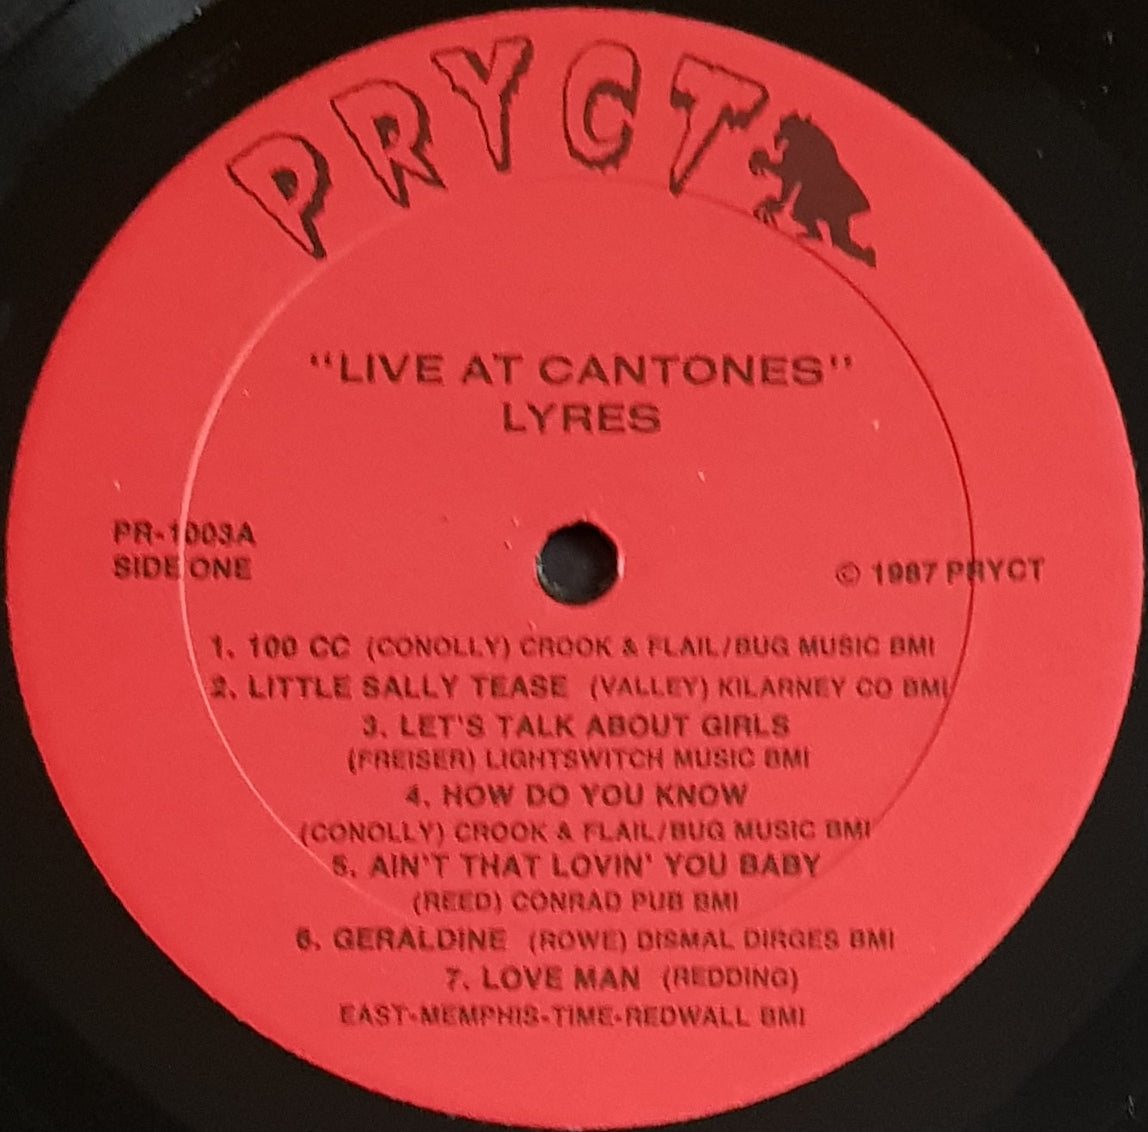 PRYCT
"LIVE AT CANTONES"
LYRES
PR-1003A
SIDE ONE
© 1987 PRYCT
1. 100 CC (CONOLLY) CROOK & FLAIL/BUG MUSIC BMI
2. LITTLE SALLY TEASE (VALLEY) KILARNEY CO BMI
3. LET'S TALK ABOUT GIRLS
(FREISER) LIGHTSWITCH MUSIC BMI
4. HOW DO YOU KNOW
(CONOLLY) CROOK & FLAIL/BUG MUSIC BMI
5. AIN'T THAT LOVIN' YOU BABY
(REED) CONRAD PUB BMI
6. GERALDINE (ROWE) DISMAL DIRGES BMI
7. LOVE MAN (REDDING)
EAST-MEMPHIS-TIME-REDWALL BMI